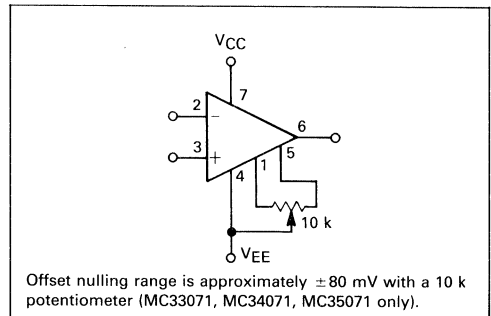 VCC
7
2
-
6
3
+
5
1
4
10 k
VEE
Offset nulling range is approximately ±80 mV with a 10 k
potentiometer (MC33071, MC34071, MC35071 only).